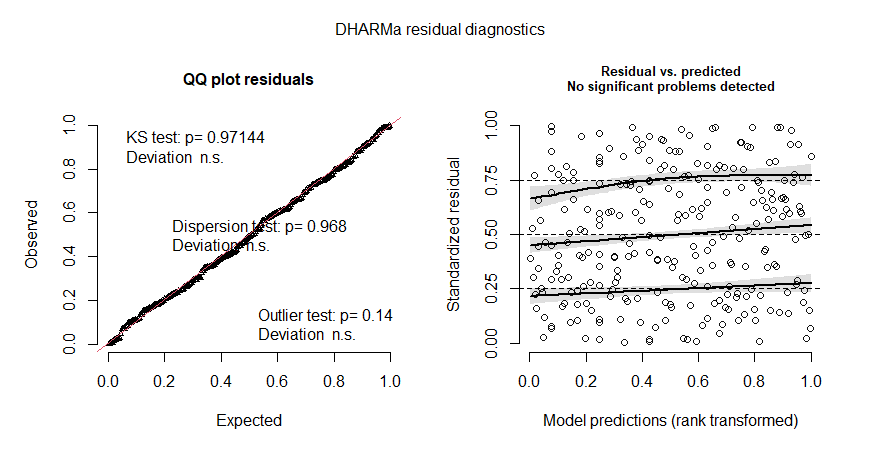 DHARMa residual diagnostics
QQ plot residuals
KS test: p= 0.97144
Deviation n.s.
Dispersion test: p= 0.968
Deviation n.s.
Outlier test: p= 0.14
Deviation n.s.
Observed
0.0
0.2
0.4
0.6
0.8
1.0
0.0
0.2
0.4
0.6
0.8
1.0
Expected
Residual vs. predicted
No significant problems detected
Standardized residual
0.00
0.25
0.50
0.75
1.00
0.0
0.2
0.4
0.6
0.8
1.0
Model predictions (rank transformed)